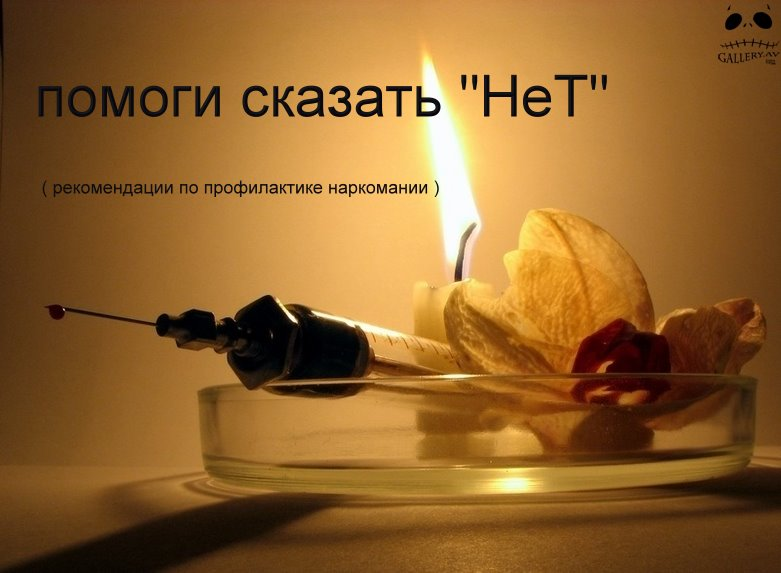 помоги сказать "НеТ"
( рекомендации по профилактике наркомании )
GALLERY.AV